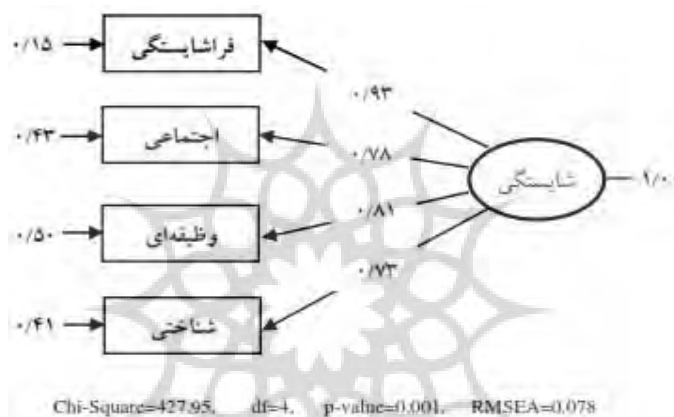 ۰/۱۵ فراشایستگی
۰/۹۳
۰/۴۳ اجتماعی
۰/۷۸
شایستگی ۱/۰
۰/۸۱
۰/۵۰ وظیفه‌ای
۰/۷۳
۰/۴۱ شناختی
Chi-Square=427.95, df=4, p-value=0.001, RMSEA=0.078